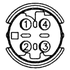 ① ④
② ③